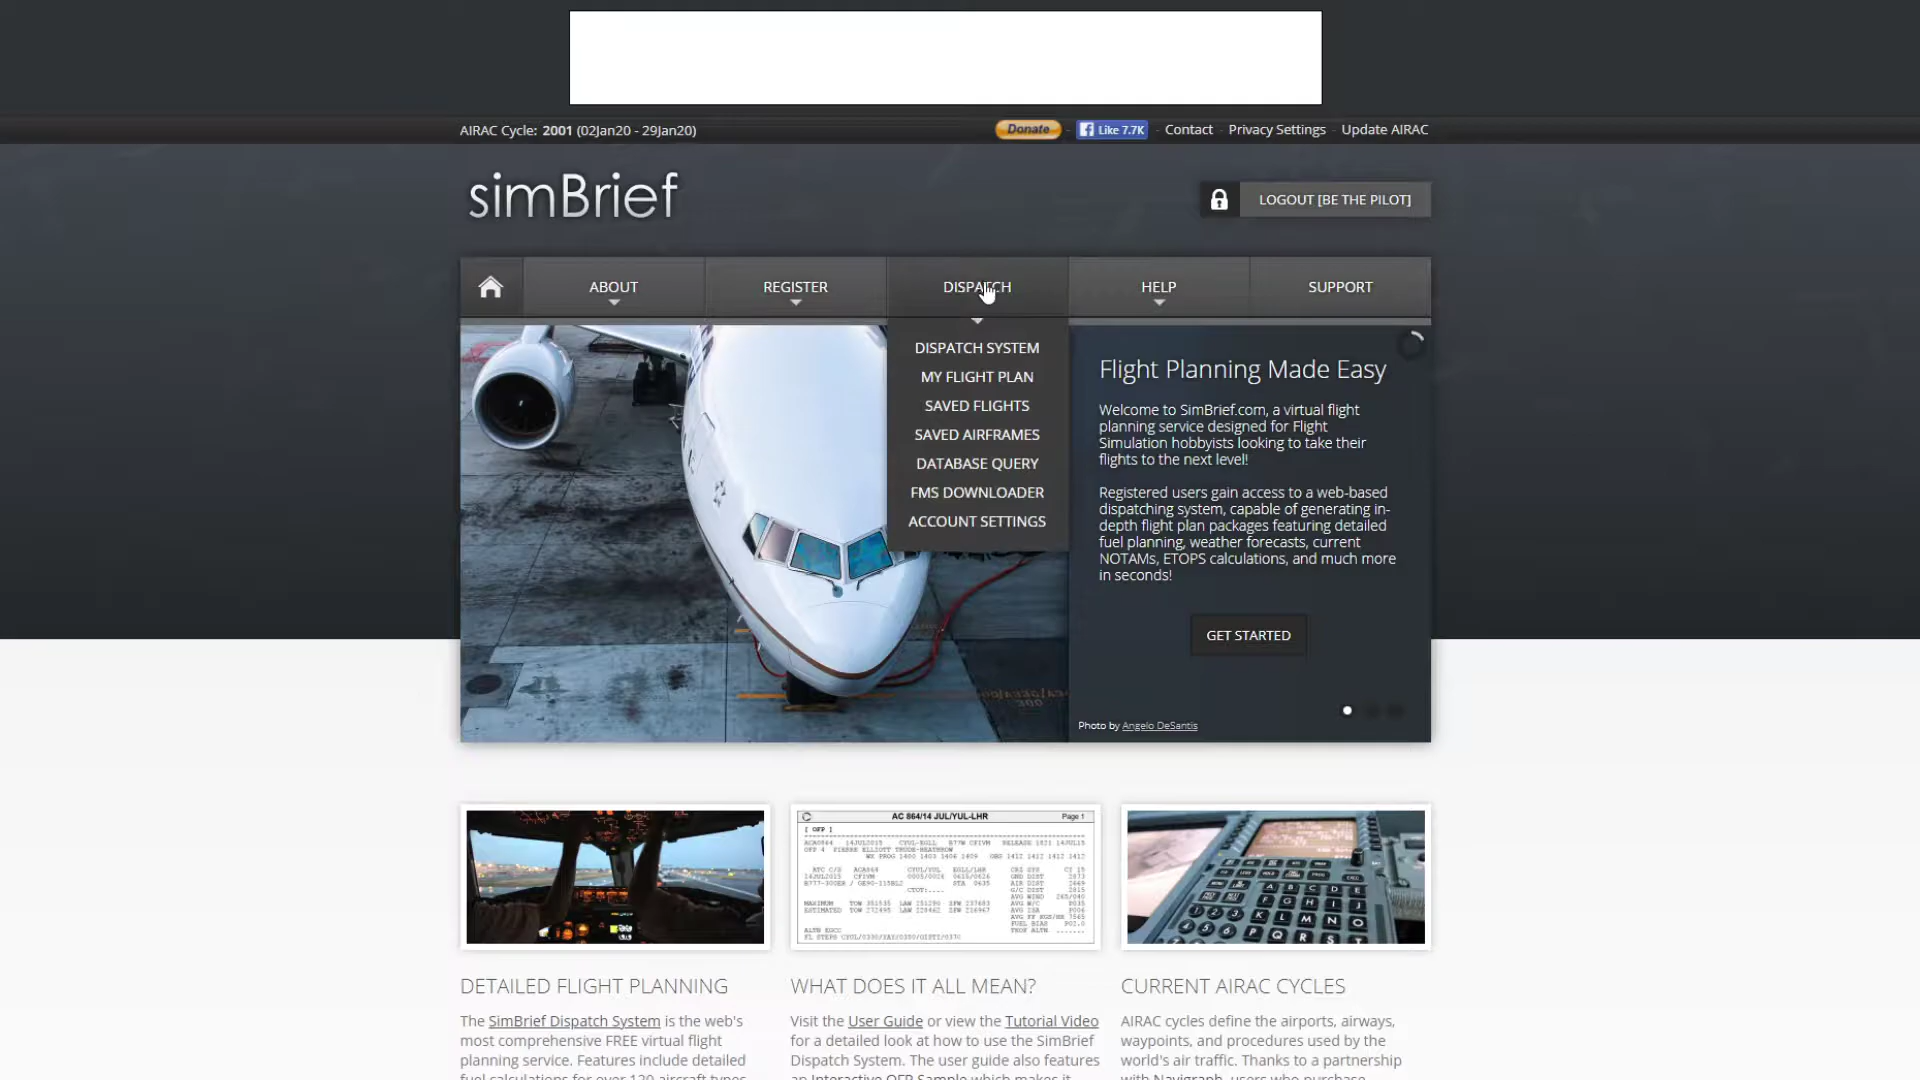 AIRAC Cycle: 2001 (02Jan20 - 29Jan20)
Donate - Like 7.7K - Contact - Privacy Settings - Update AIRAC
simBrief
LOGOUT [BE THE PILOT]
ABOUT
REGISTER
DISPATCH
HELP
SUPPORT
DISPATCH SYSTEM
MY FLIGHT PLAN
SAVED FLIGHTS
SAVED AIRFRAMES
DATABASE QUERY
FMS DOWNLOADER
ACCOUNT SETTINGS
Flight Planning Made Easy
Welcome to SimBrief.com, a virtual flight
planning service designed for Flight
Simulation hobbyists looking to take their
flights to the next level!
Registered users gain access to a web-based
dispatching system, capable of generating in-
depth flight plan packages featuring detailed
fuel planning, weather forecasts, current
NOTAMs, ETOPS calculations, and much more
in seconds!
GET STARTED
Photo by Angelo DeSantis
AC 864/14 JUL/YUL-LHR
Page 1
[ OFP ]
DETAILED FLIGHT PLANNING
The SimBrief Dispatch System is the web's
most comprehensive FREE virtual flight
planning service. Features include detailed
fuel calculations for over 120 aircraft types
WHAT DOES IT ALL MEAN?
Visit the User Guide or view the Tutorial Video
for a detailed look at how to use the SimBrief
Dispatch System. The user guide also features
an Interactive OFP Sample which makes it
CURRENT AIRAC CYCLES
AIRAC cycles define the airports, airways,
waypoints, and procedures used by the
world's air traffic. Thanks to a partnership
with Navigraph, users who purchase